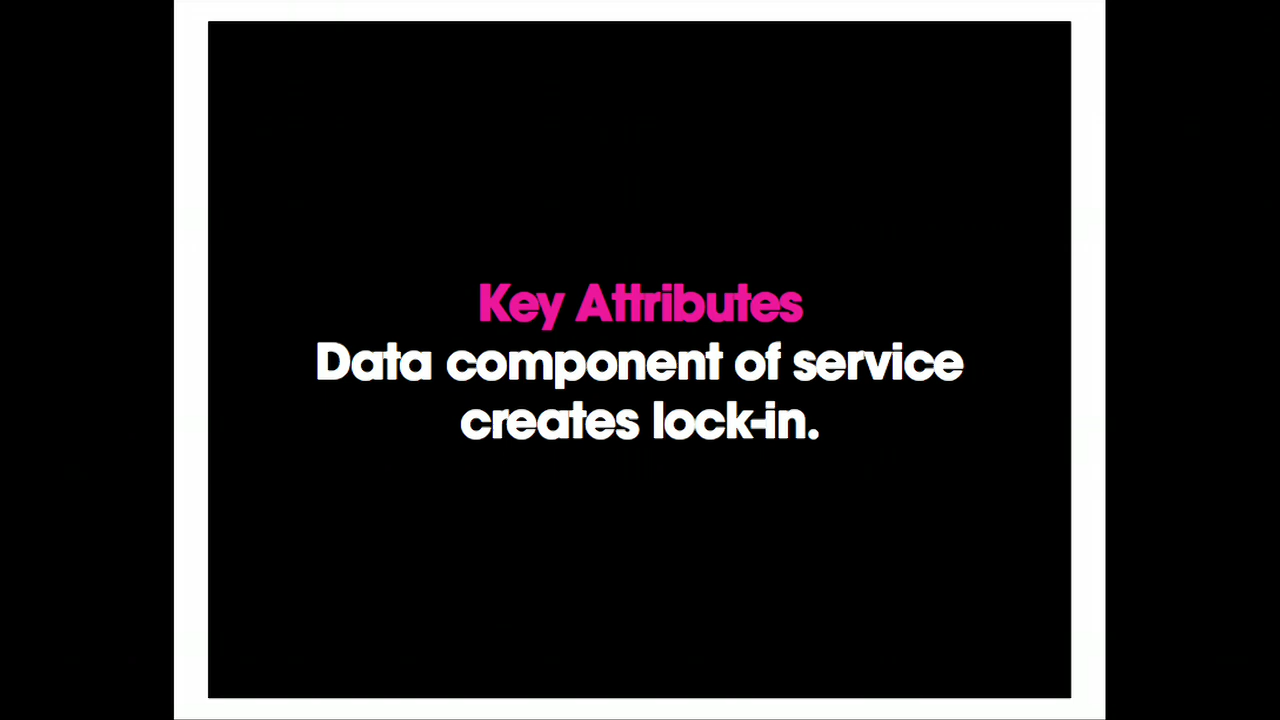 Key Attributes
Data component of service
creates lock-in.